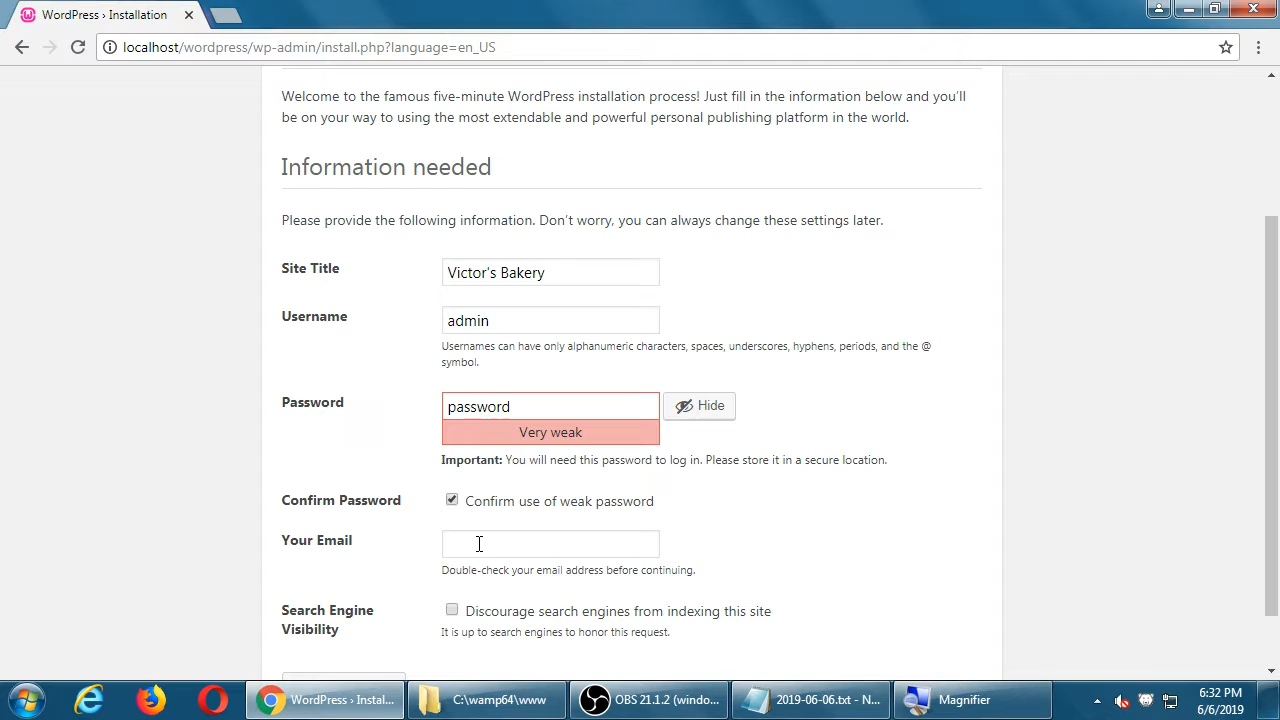 WordPress › Installation
localhost/wordpress/wp-admin/install.php?language=en_US
Welcome to the famous five-minute WordPress installation process! Just fill in the information below and you'll
be on your way to using the most extendable and powerful personal publishing platform in the world.
Information needed
Please provide the following information. Don't worry, you can always change these settings later.
Site Title
Victor's Bakery
Username
admin
Usernames can have only alphanumeric characters, spaces, underscores, hyphens, periods, and the @
symbol.
Password
password
Hide
Very weak
Important: You will need this password to log in. Please store it in a secure location.
Confirm Password
Confirm use of weak password
Your Email
Double-check your email address before continuing.
Search Engine
Visibility
Discourage search engines from indexing this site
It is up to search engines to honor this request.
WordPress › Instal...
C:\wamp64\www
OBS 21.1.2 (windo...
2019-06-06.txt - N...
Magnifier
6:32 PM
6/6/2019